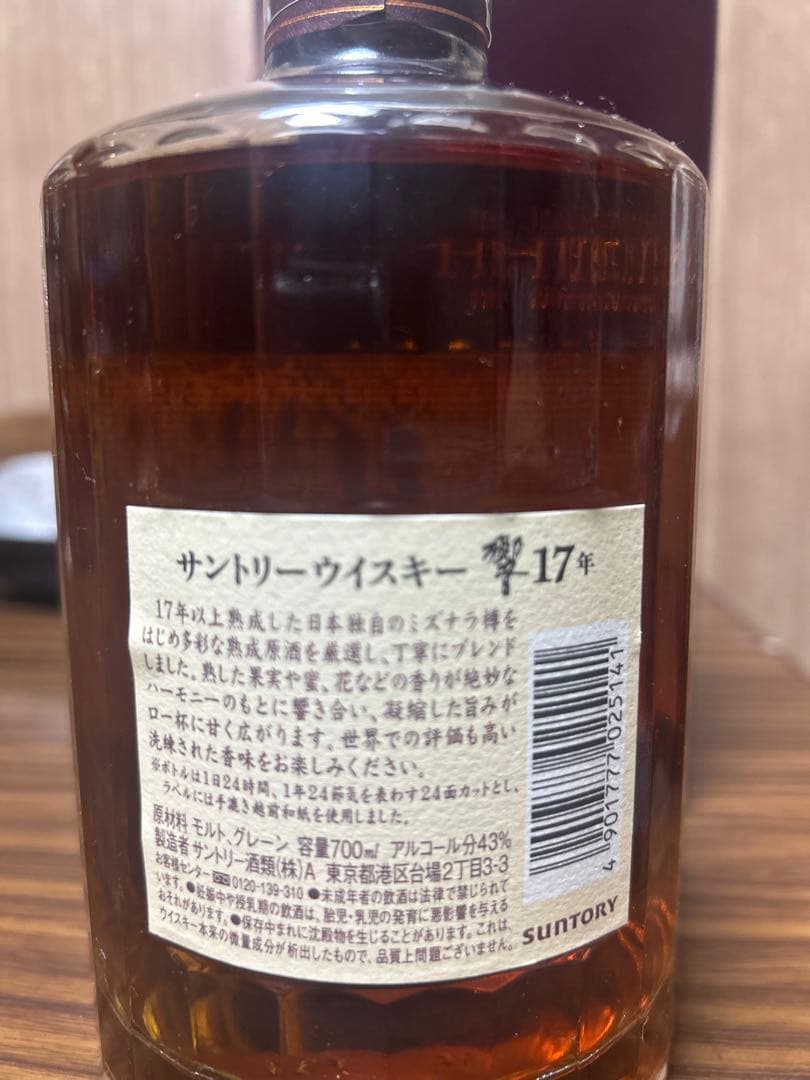 サントリーウイスキー 響 17年
17年以上熟成した日本独自のミズナラ樽を
はじめ多彩な熟成原酒を厳選し、丁寧にブレンド
しました。熟した果実や蜜、花などの香りが絶妙な
ハーモニーのもとに響き合い、凝縮した旨みが
口一杯に甘く広がります。世界での評価も高い
洗練された香味をお楽しみください。
※ボトルは1日24時間、1年24節気を表わす24面カットとし、
ラベルには手漉き越前和紙を使用しました。
原材料 モルト、グレーン 容量700ml アルコール分43%
製造者 サントリー酒類(株)A 東京都港区台場2丁目3-3
お客様センター 0120-139-310 ●未成年者の飲酒は法律で禁じられて
います。●妊娠中や授乳期の飲酒は、胎児・乳児の発育に悪影響を与える
おそれがあります。●保存中まれに沈殿物を生じることがあります。これは、
ウイスキー本来の微量成分が析出したもので、品質上問題ございません。
SUNTORY
4 901777 025141